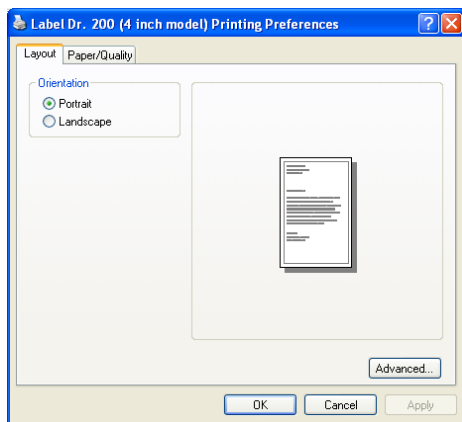 Label Dr. 200 (4 inch model) Printing Preferences
Layout
Paper/Quality
Orientation
Portrait
Landscape
Advanced...
OK
Cancel
Apply